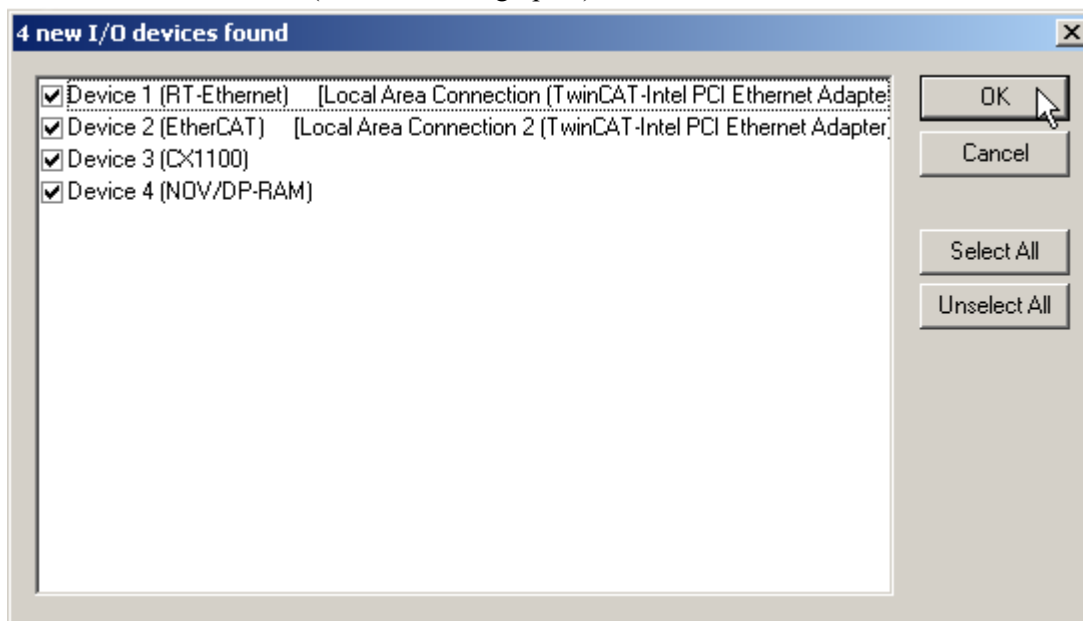 4 new I/O devices found
Device 1 (RT-Ethernet) [Local Area Connection (TwinCAT-Intel PCI Ethernet Adapte
OK
Device 2 (EtherCAT) [Local Area Connection 2 (TwinCAT-Intel PCI Ethernet Adapter)
Device 3 (CX1100)
Cancel
Device 4 (NOV/DP-RAM)
Select All
Unselect All